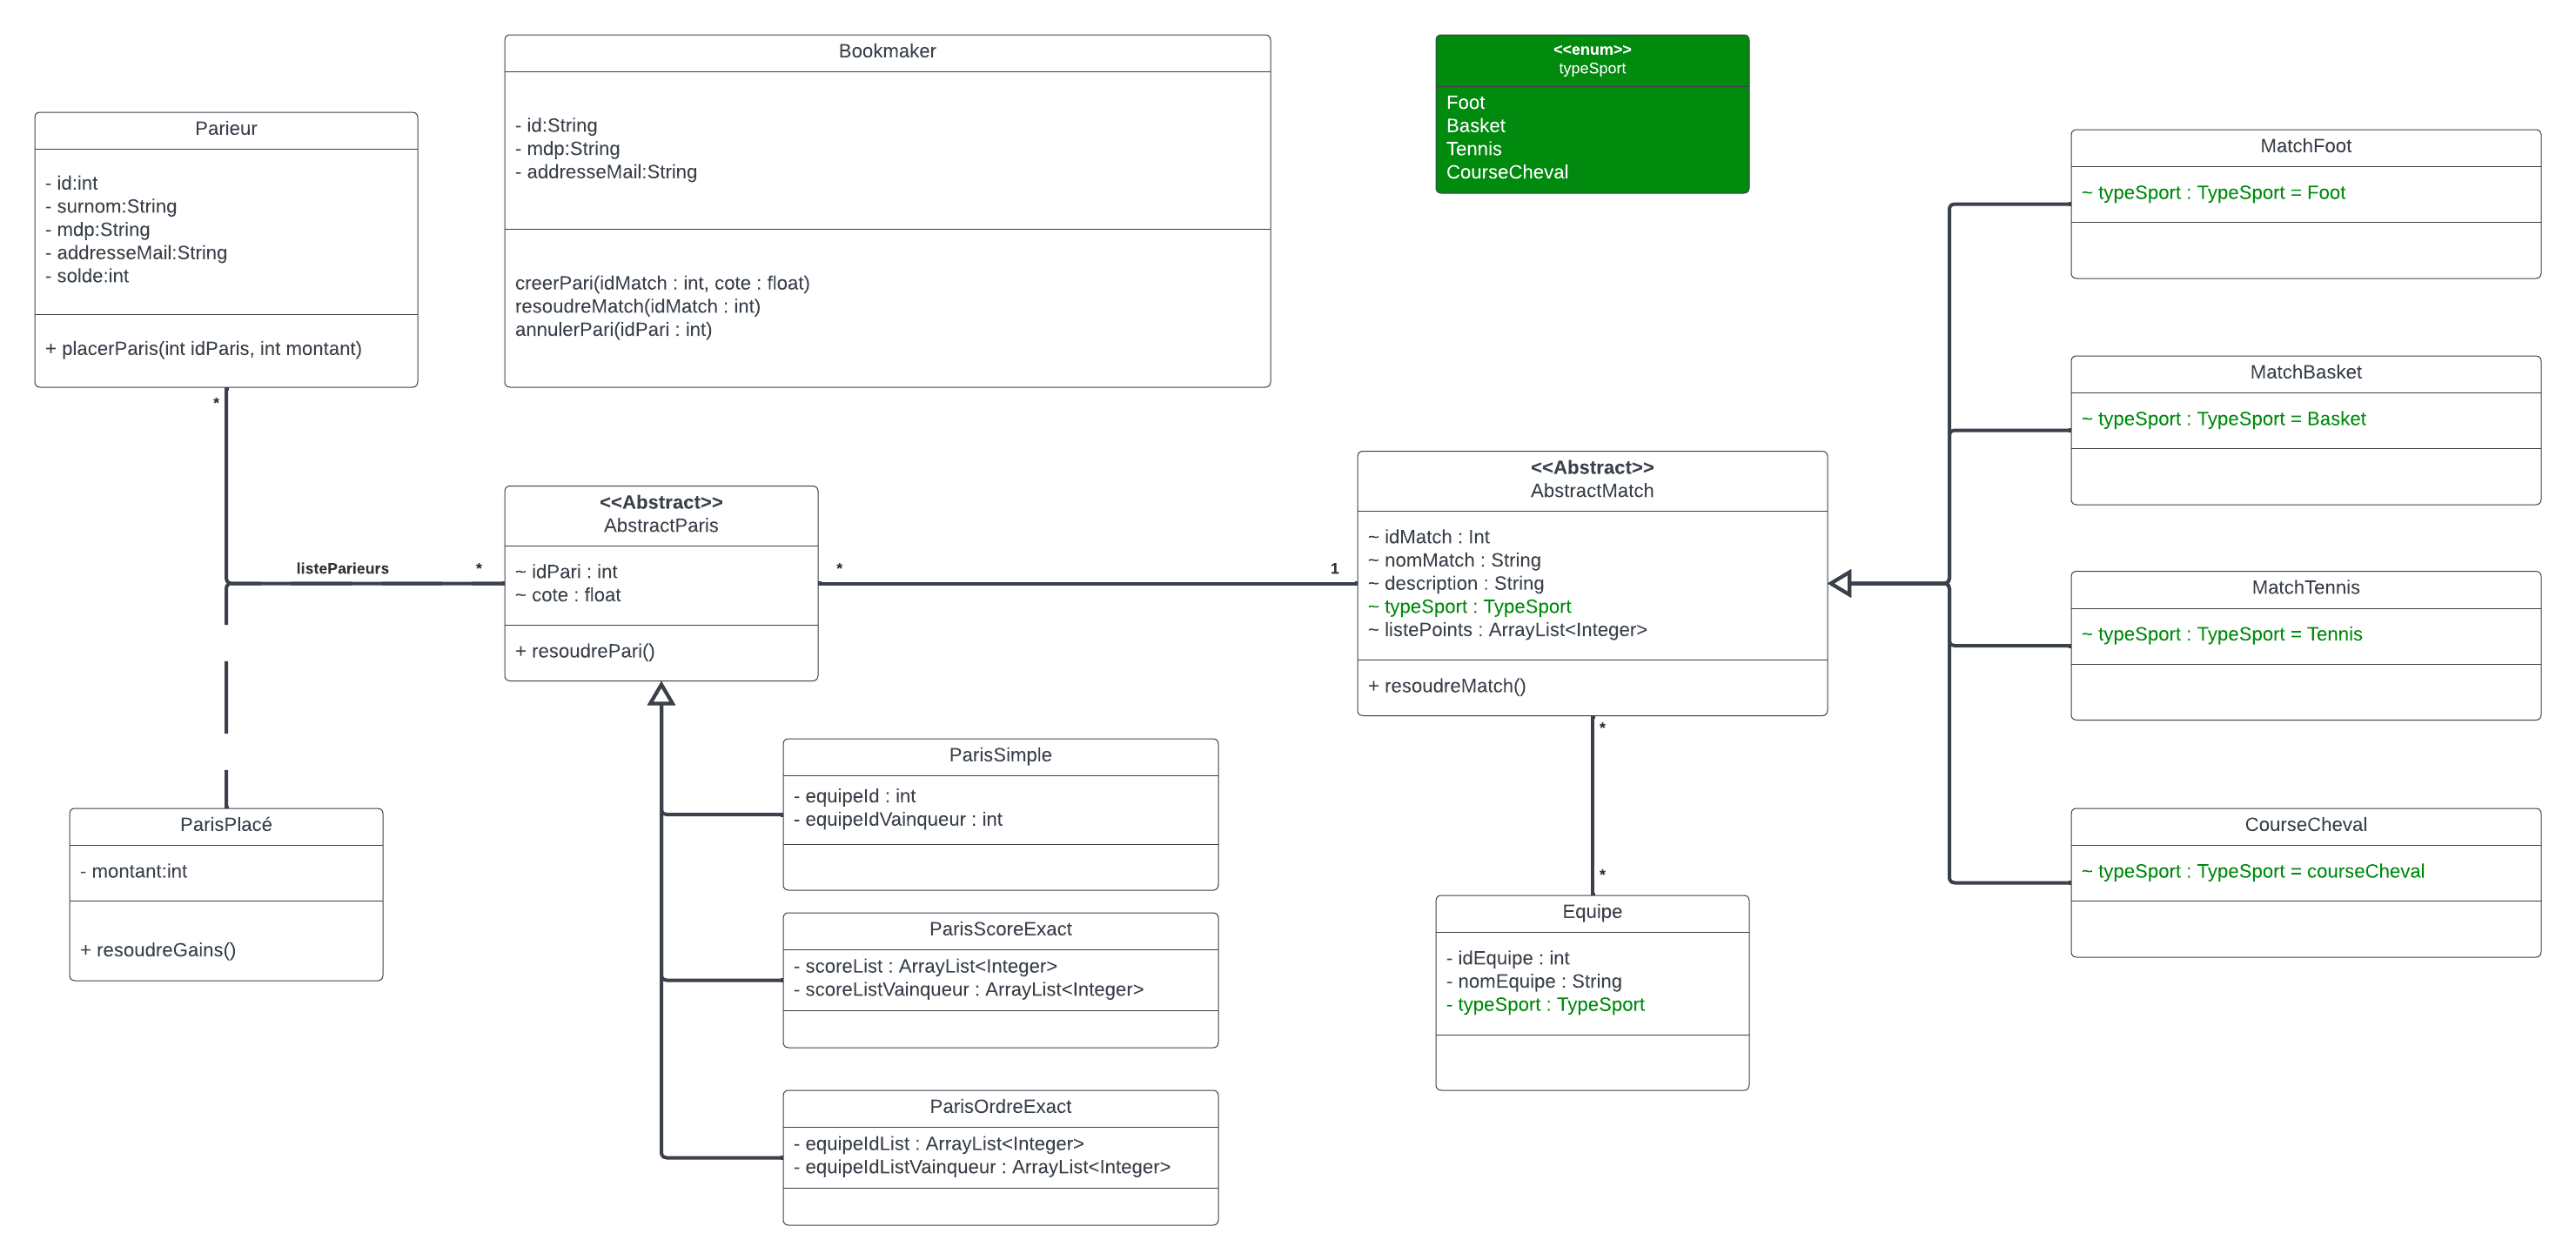 Bookmaker
- id:String
- mdp:String
- addresseMail:String
creerPari(idMatch : int, cote : float)
resoudreMatch(idMatch : int)
annulerPari(idPari : int)
<<enum>>
typeSport
Foot
Basket
Tennis
CourseCheval
Parieur
- id:int
- surnom:String
- mdp:String
- addresseMail:String
- solde:int
+ placerParis(int idParis, int montant)
*
listeParieurs
*
<<Abstract>>
AbstractParis
~ idPari : int
~ cote : float
+ resoudrePari()
*
1
<<Abstract>>
AbstractMatch
~ idMatch : Int
~ nomMatch : String
~ description : String
~ typeSport : TypeSport
~ listePoints : ArrayList<Integer>
+ resoudreMatch()
*
*
MatchFoot
~ typeSport : TypeSport = Foot
MatchBasket
~ typeSport : TypeSport = Basket
MatchTennis
~ typeSport : TypeSport = Tennis
CourseCheval
~ typeSport : TypeSport = courseCheval
ParisPlacé
- montant:int
+ resoudreGains()
ParisSimple
- equipeId : int
- equipeIdVainqueur : int
ParisScoreExact
- scoreList : ArrayList<Integer>
- scoreListVainqueur : ArrayList<Integer>
ParisOrdreExact
- equipeIdList : ArrayList<Integer>
- equipeIdListVainqueur : ArrayList<Integer>
Equipe
- idEquipe : int
- nomEquipe : String
- typeSport : TypeSport